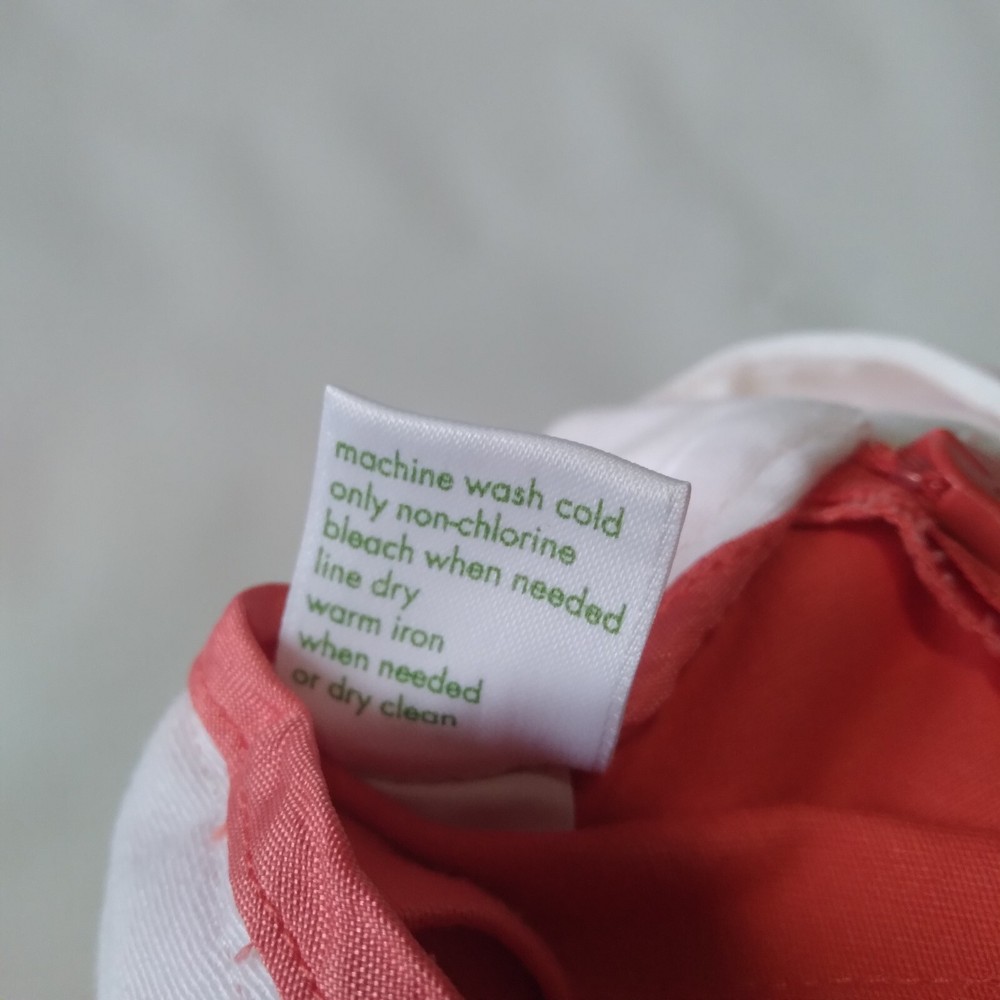 machine wash cold
only non-chlorine
bleach when needed
line dry
warm iron
when needed
or dry clean